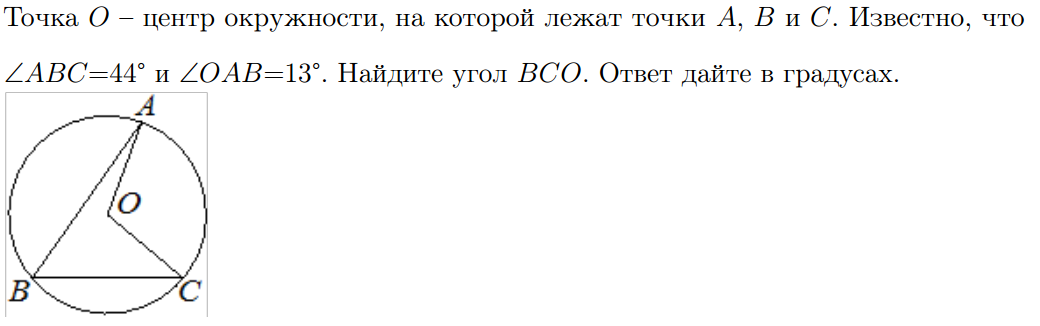 Точка O – центр окружности, на которой лежат точки A, B и C. Известно, что
∠ABC=44° и ∠OAB=13°. Найдите угол BCO. Ответ дайте в градусах.
A
O
B
C